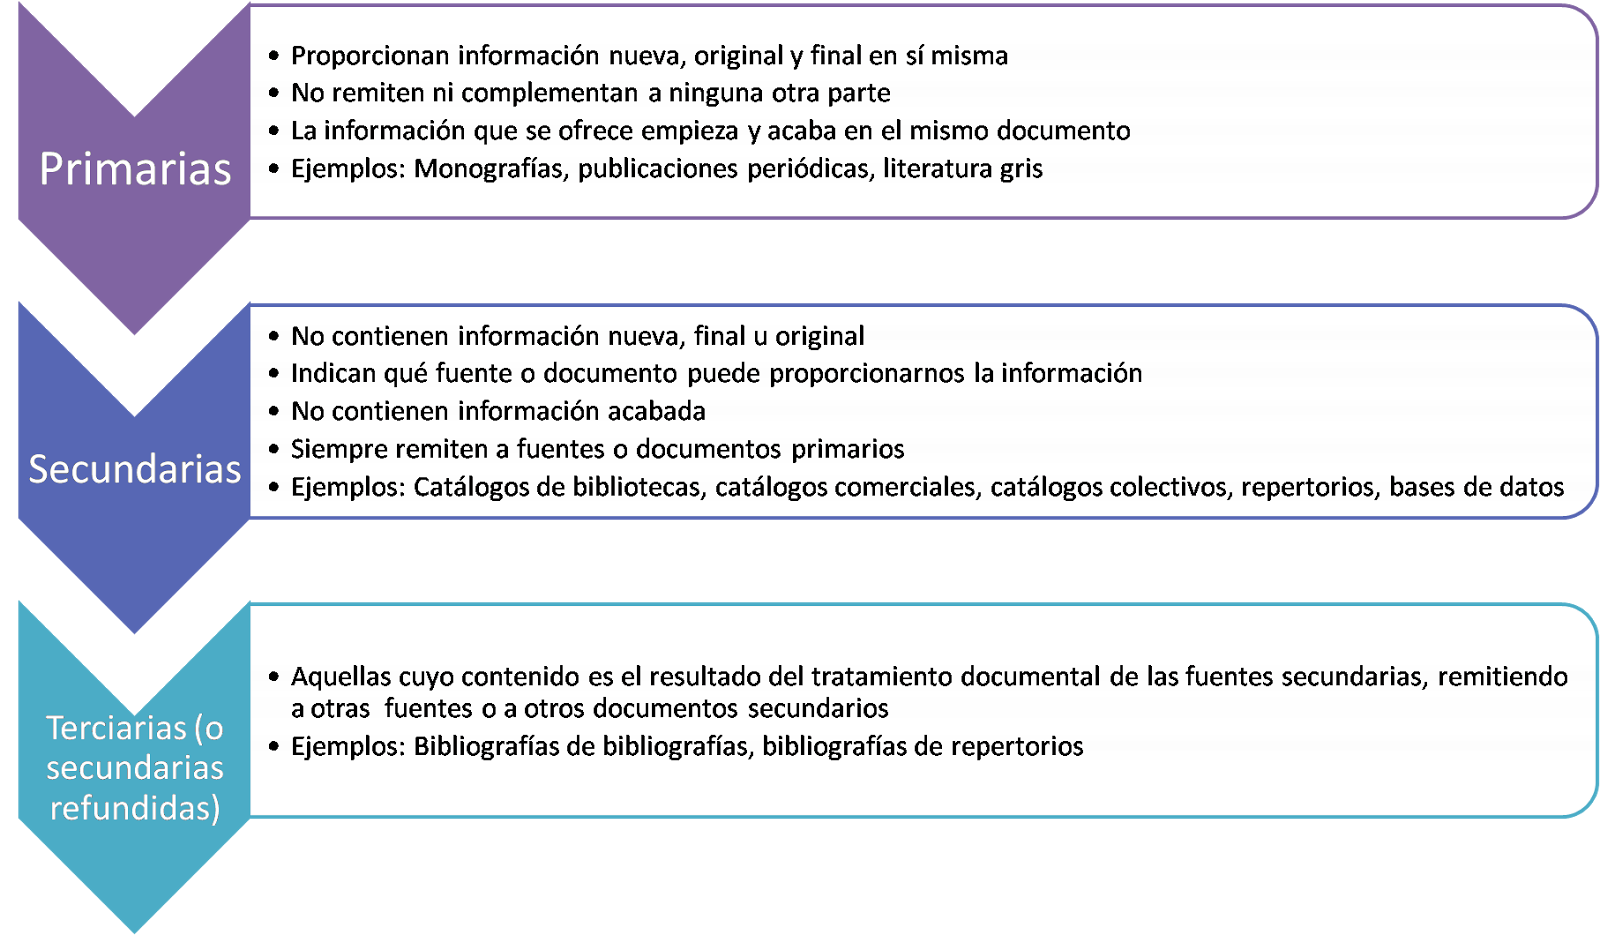 Primarias
• Proporcionan información nueva, original y final en sí misma
• No remiten ni complementan a ninguna otra parte
• La información que se ofrece empieza y acaba en el mismo documento
• Ejemplos: Monografías, publicaciones periódicas, literatura gris
Secundarias
• No contienen información nueva, final u original
• Indican qué fuente o documento puede proporcionarnos la información
• No contienen información acabada
• Siempre remiten a fuentes o documentos primarios
• Ejemplos: Catálogos de bibliotecas, catálogos comerciales, catálogos colectivos, repertorios, bases de datos
Terciarias (o
secundarias
refundidas)
• Aquellas cuyo contenido es el resultado del tratamiento documental de las fuentes secundarias, remitiendo
a otras fuentes o a otros documentos secundarios
• Ejemplos: Bibliografías de bibliografías, bibliografías de repertorios